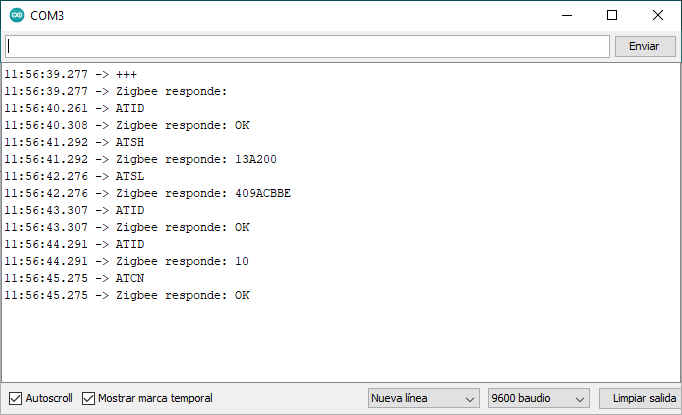 COM3
Enviar
11:56:39.277 -> +++
11:56:39.277 -> Zigbee responde:
11:56:40.261 -> ATID
11:56:40.308 -> Zigbee responde: OK
11:56:41.292 -> ATSH
11:56:41.292 -> Zigbee responde: 13A200
11:56:42.276 -> ATSL
11:56:42.276 -> Zigbee responde: 409ACBBE
11:56:43.307 -> ATID
11:56:43.307 -> Zigbee responde: OK
11:56:44.291 -> ATID
11:56:44.291 -> Zigbee responde: 10
11:56:45.275 -> ATCN
11:56:45.275 -> Zigbee responde: OK
Autoscroll Mostrar marca temporal Nueva línea 9600 baudio Limpiar salida